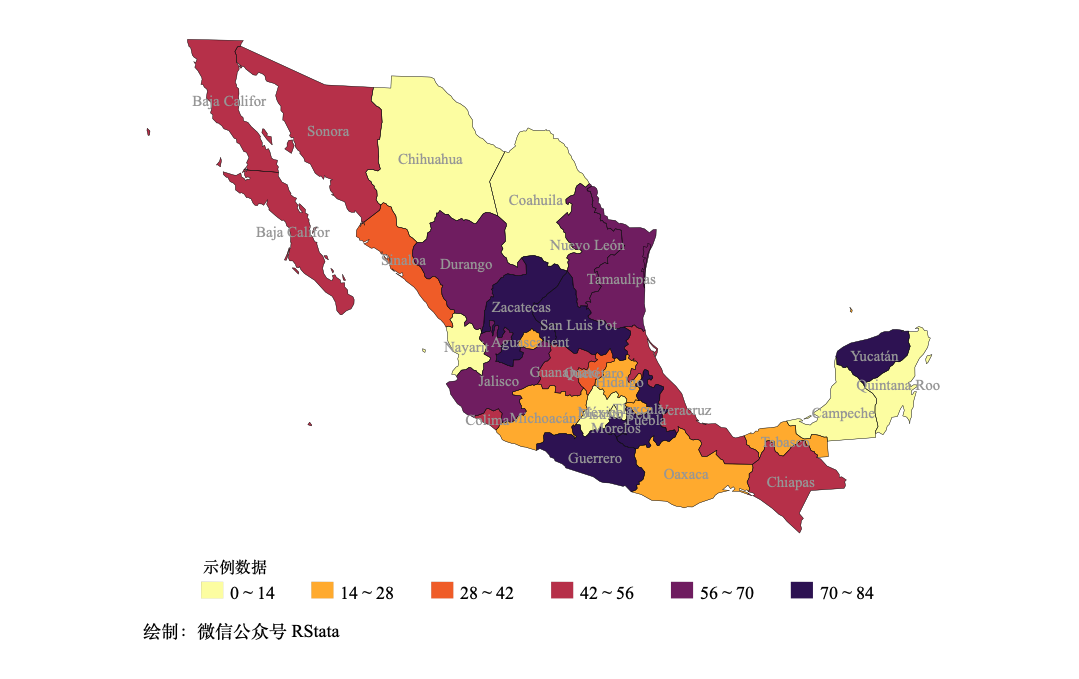 Baja Califor
Sonora
Chihuahua
Coahuila
Baja Califor
Nuevo León
Sinaloa
Durango
Tamaulipas
Zacatecas
San Luis Pot
Nayarit
Aguascalient
Yucatán
Jalisco
Hidalgo
Quintana Roo
Colima
Michoacán
Tlaxcala
Veracruz
Campeche
Puebla
Morelos
Guerrero
Tabasco
Oaxaca
Chiapas
示例数据
0 ~ 14
14 ~ 28
28 ~ 42
42 ~ 56
56 ~ 70
70 ~ 84
绘制：微信公众号 RStata